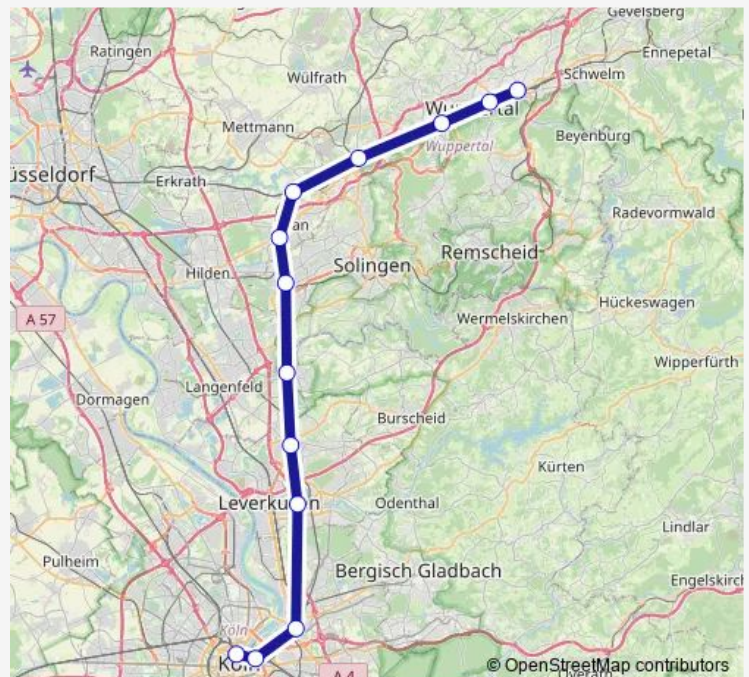 Gevelsberg
Ratingen
Ennepetal
Schwelm
Wülfrath
Wuppertal
Mettmann
Beyenburg
Wuppertal
üsseldorf
Erkrath
Radevormwald
an
Remscheid
Solingen
Hilden
Hückeswagen
A 57
Wermelskirchen
Wipperfürth
Langenfeld
Dormagen
Burscheid
Kürten
Leverkusen
Odenthal
Lindlar
Pulheim
Bergisch Gladbach
Engelskirch
Köln
Köln
A 4
© OpenStreetMap contributors